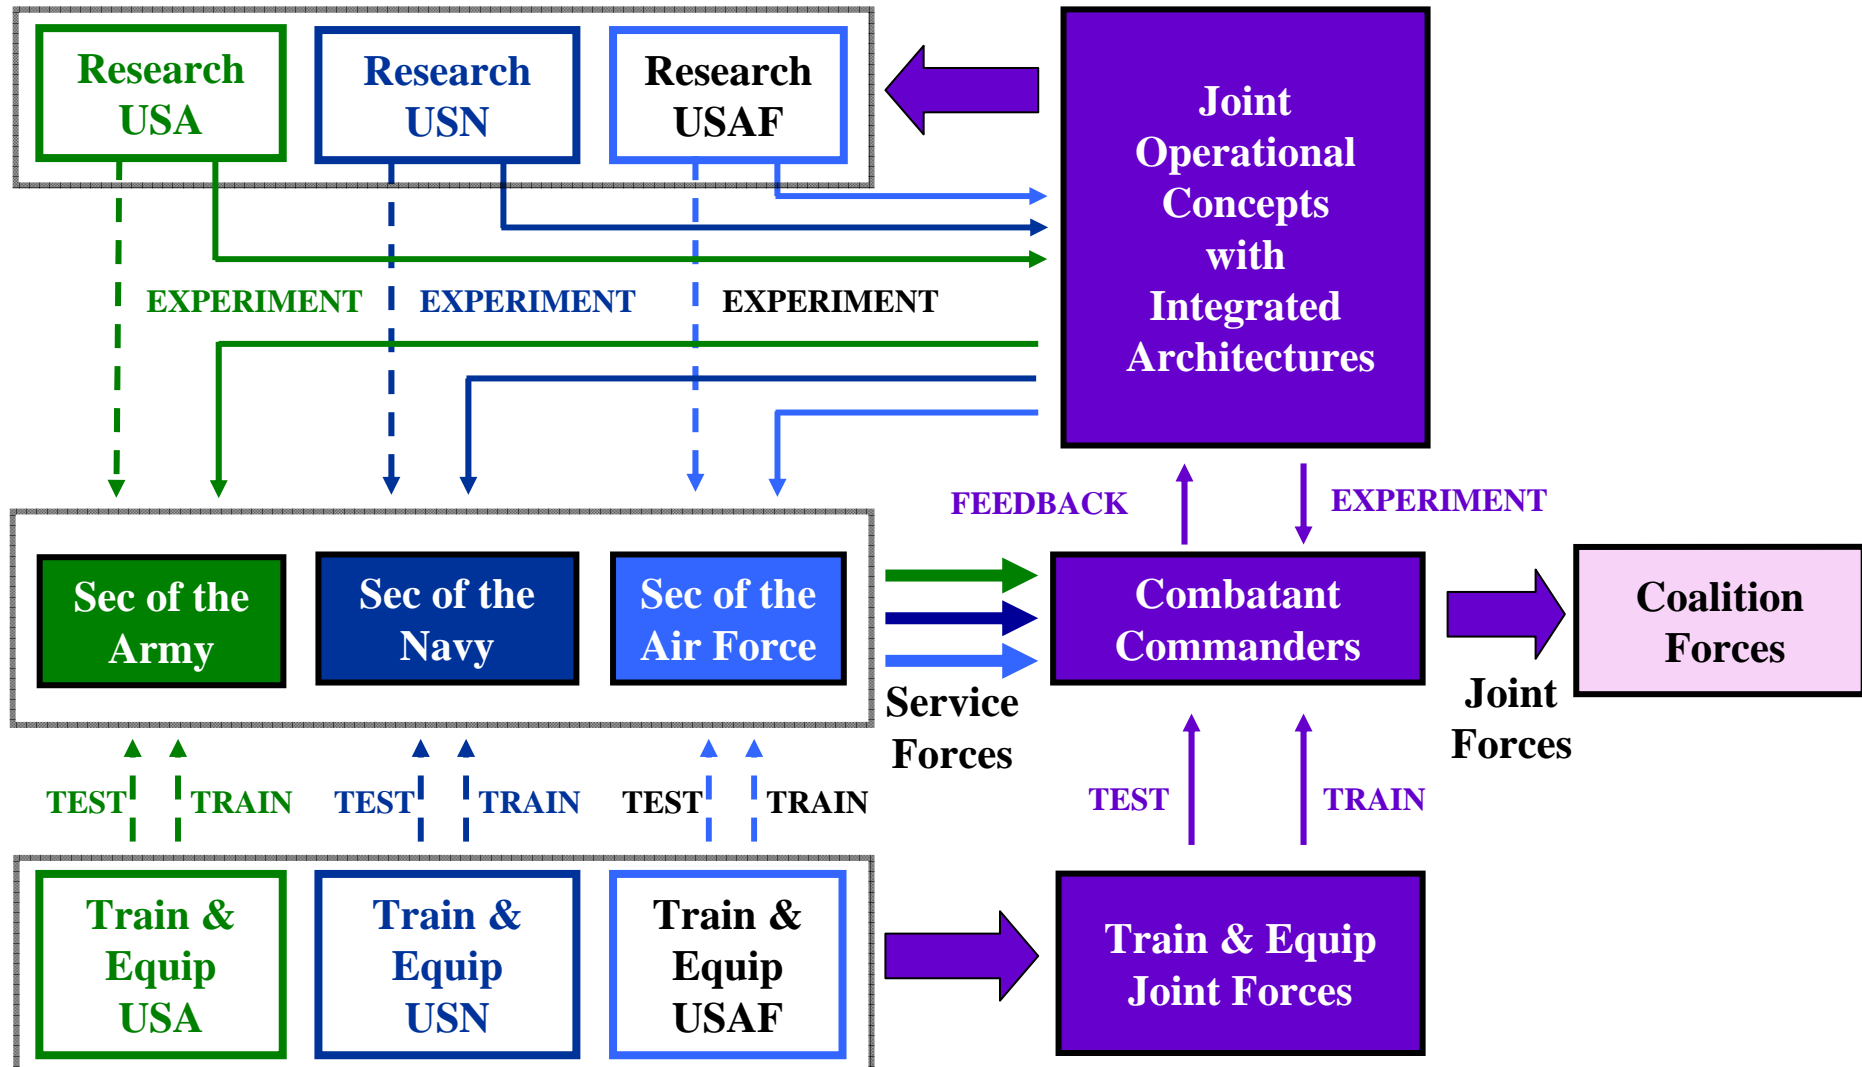 Research
USA
Research
USN
Research
USAF
Joint
Operational
Concepts
with
Integrated
Architectures
EXPERIMENT
EXPERIMENT
EXPERIMENT
FEEDBACK
EXPERIMENT
Sec of the
Army
Sec of the
Navy
Sec of the
Air Force
Service
Forces
Combatant
Commanders
Joint
Forces
Coalition
Forces
TEST
TRAIN
TEST
TRAIN
TEST
TRAIN
TEST
TRAIN
Train &
Equip
USA
Train &
Equip
USN
Train &
Equip
USAF
Train & Equip
Joint Forces